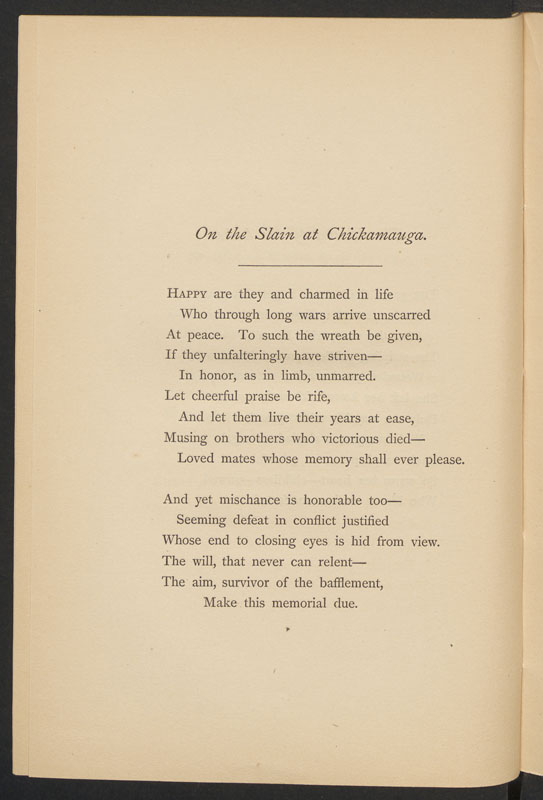 On the Slain at Chickamauga.
HAPPY are they and charmed in life
Who through long wars arrive unscarred
At peace. To such the wreath be given,
If they unfalteringly have striven—
In honor, as in limb, unmarred.
Let cheerful praise be rife,
And let them live their years at ease,
Musing on brothers who victorious died—
Loved mates whose memory shall ever please.

And yet mischance is honorable too—
Seeming defeat in conflict justified
Whose end to closing eyes is hid from view.
The will, that never can relent—
The aim, survivor of the bafflement,
Make this memorial due.